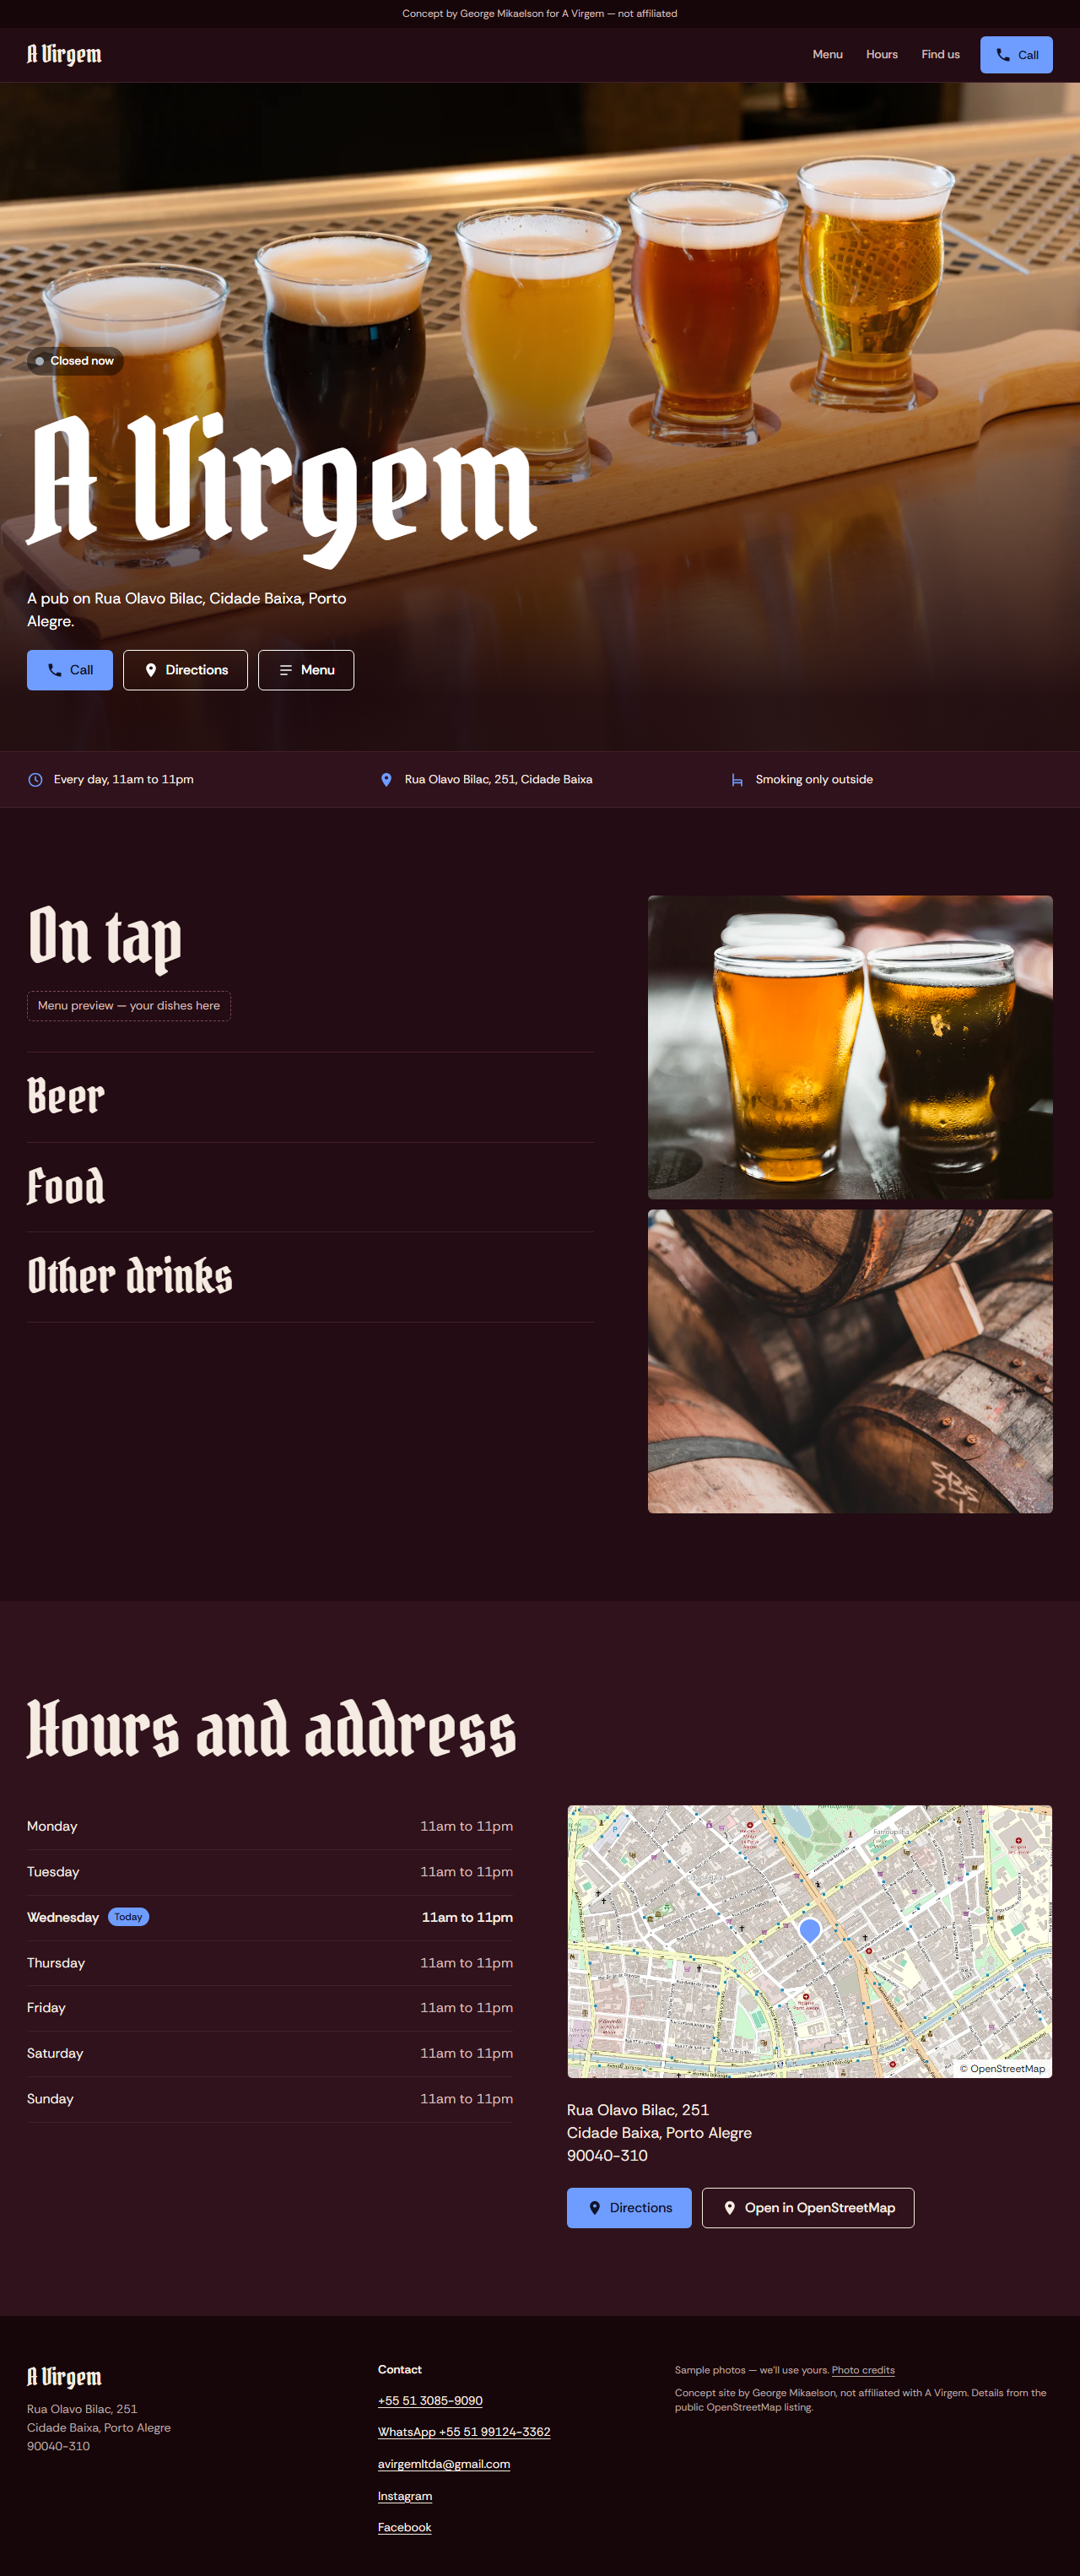 Concept by George Mikaelson for A Virgem — not affiliated
A Virgem
Menu
Hours
Find us
Call
Closed now
A Virgem
A pub on Rua Olavo Bilac, Cidade Baixa, Porto
Alegre.
Call
Directions
Menu
Every day, 11am to 11pm
Rua Olavo Bilac, 251, Cidade Baixa
Smoking only outside
On tap
Menu preview — your dishes here
Beer
Food
Other drinks
Hours and address
Monday 11am to 11pm
Tuesday 11am to 11pm
Wednesday Today 11am to 11pm
Thursday 11am to 11pm
Friday 11am to 11pm
Saturday 11am to 11pm
Sunday 11am to 11pm
© OpenStreetMap
Rua Olavo Bilac, 251
Cidade Baixa, Porto Alegre
90040-310
Directions
Open in OpenStreetMap
A Virgem
Rua Olavo Bilac, 251
Cidade Baixa, Porto Alegre
90040-310
Contact
+55 51 3085-9090
WhatsApp +55 51 99124-3362
avirgemltda@gmail.com
Instagram
Facebook
Sample photos — we'll use yours. Photo credits
Concept site by George Mikaelson, not affiliated with A Virgem. Details from the
public OpenStreetMap listing.